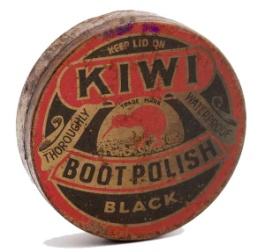 KEEP LID ON
KIWI
TRADE MARK
THOROUGHLY
WATERPROOF
BOOT POLISH
BLACK